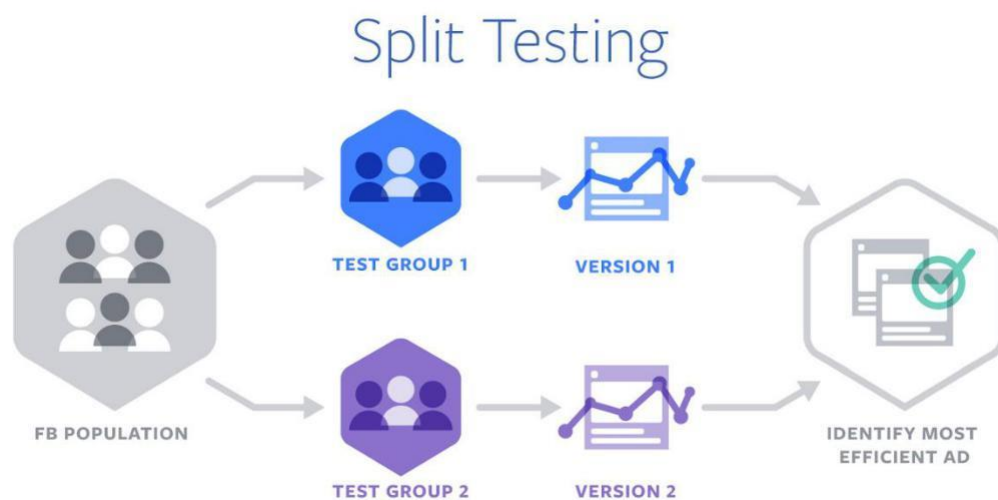 Split Testing
TEST GROUP 1
VERSION 1
FB POPULATION
IDENTIFY MOST
EFFICIENT AD
TEST GROUP 2
VERSION 2